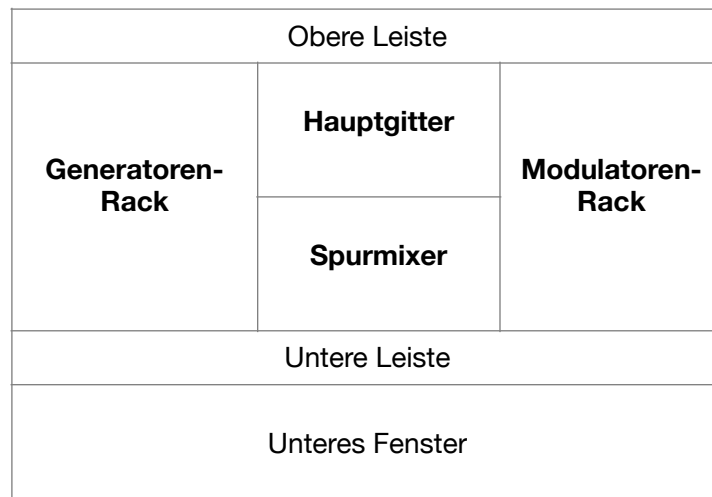 Obere Leiste
Generatoren-
Rack
Hauptgitter
Spurmixer
Modulatoren-
Rack
Untere Leiste
Unteres Fenster